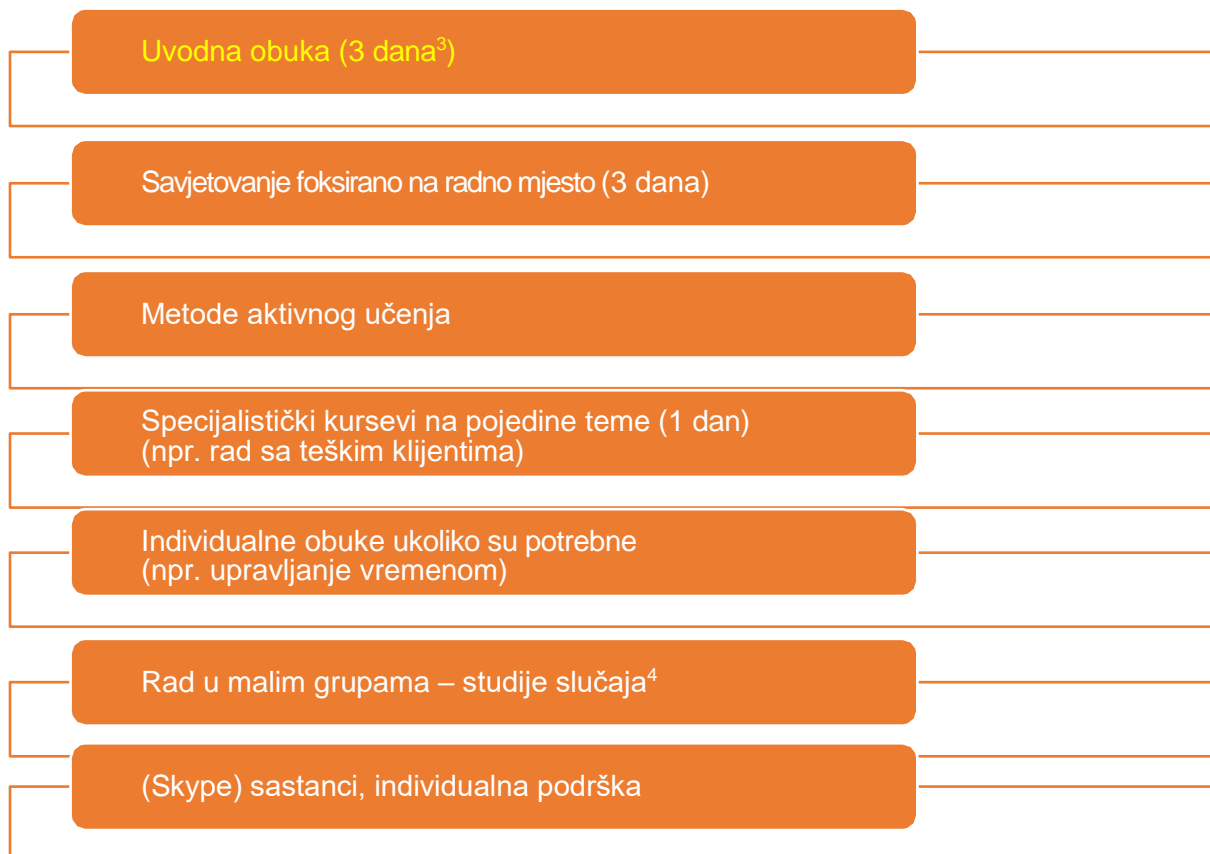 Uvodna obuka (3 dana³)
Savjetovanje foksirano na radno mjesto (3 dana)
Metode aktivnog učenja
Specijalistički kursevi na pojedine teme (1 dan)
(npr. rad sa teškim klijentima)
Individualne obuke ukoliko su potrebne
(npr. upravljanje vremenom)
Rad u malim grupama – studije slučaja⁴
(Skype) sastanci, individualna podrška